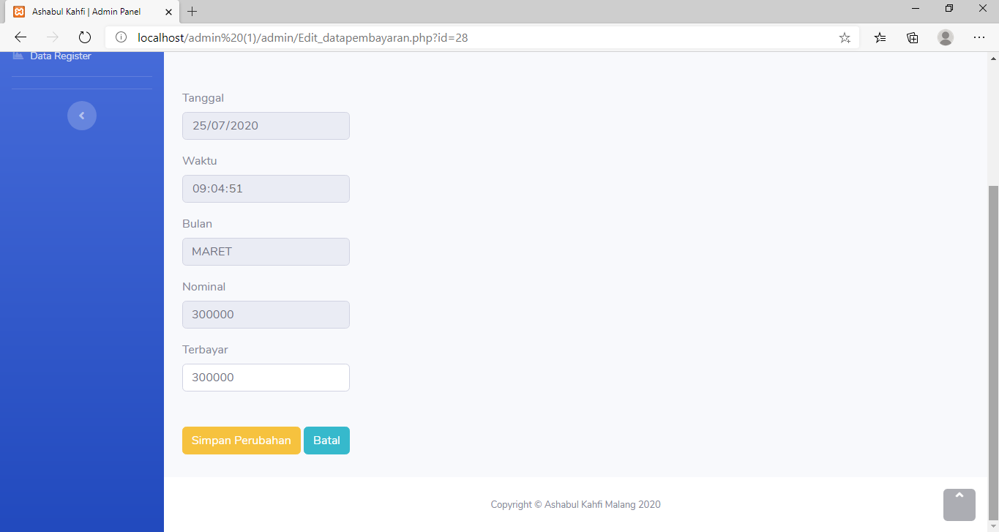 Ashabul Kahfi | Admin Panel
localhost/admin%20(1)/admin/Edit_datapembayaran.php?id=28
Data Register
Tanggal
25/07/2020
Waktu
09:04:51
Bulan
MARET
Nominal
300000
Terbayar
300000
Simpan Perubahan Batal
Copyright © Ashabul Kahfi Malang 2020